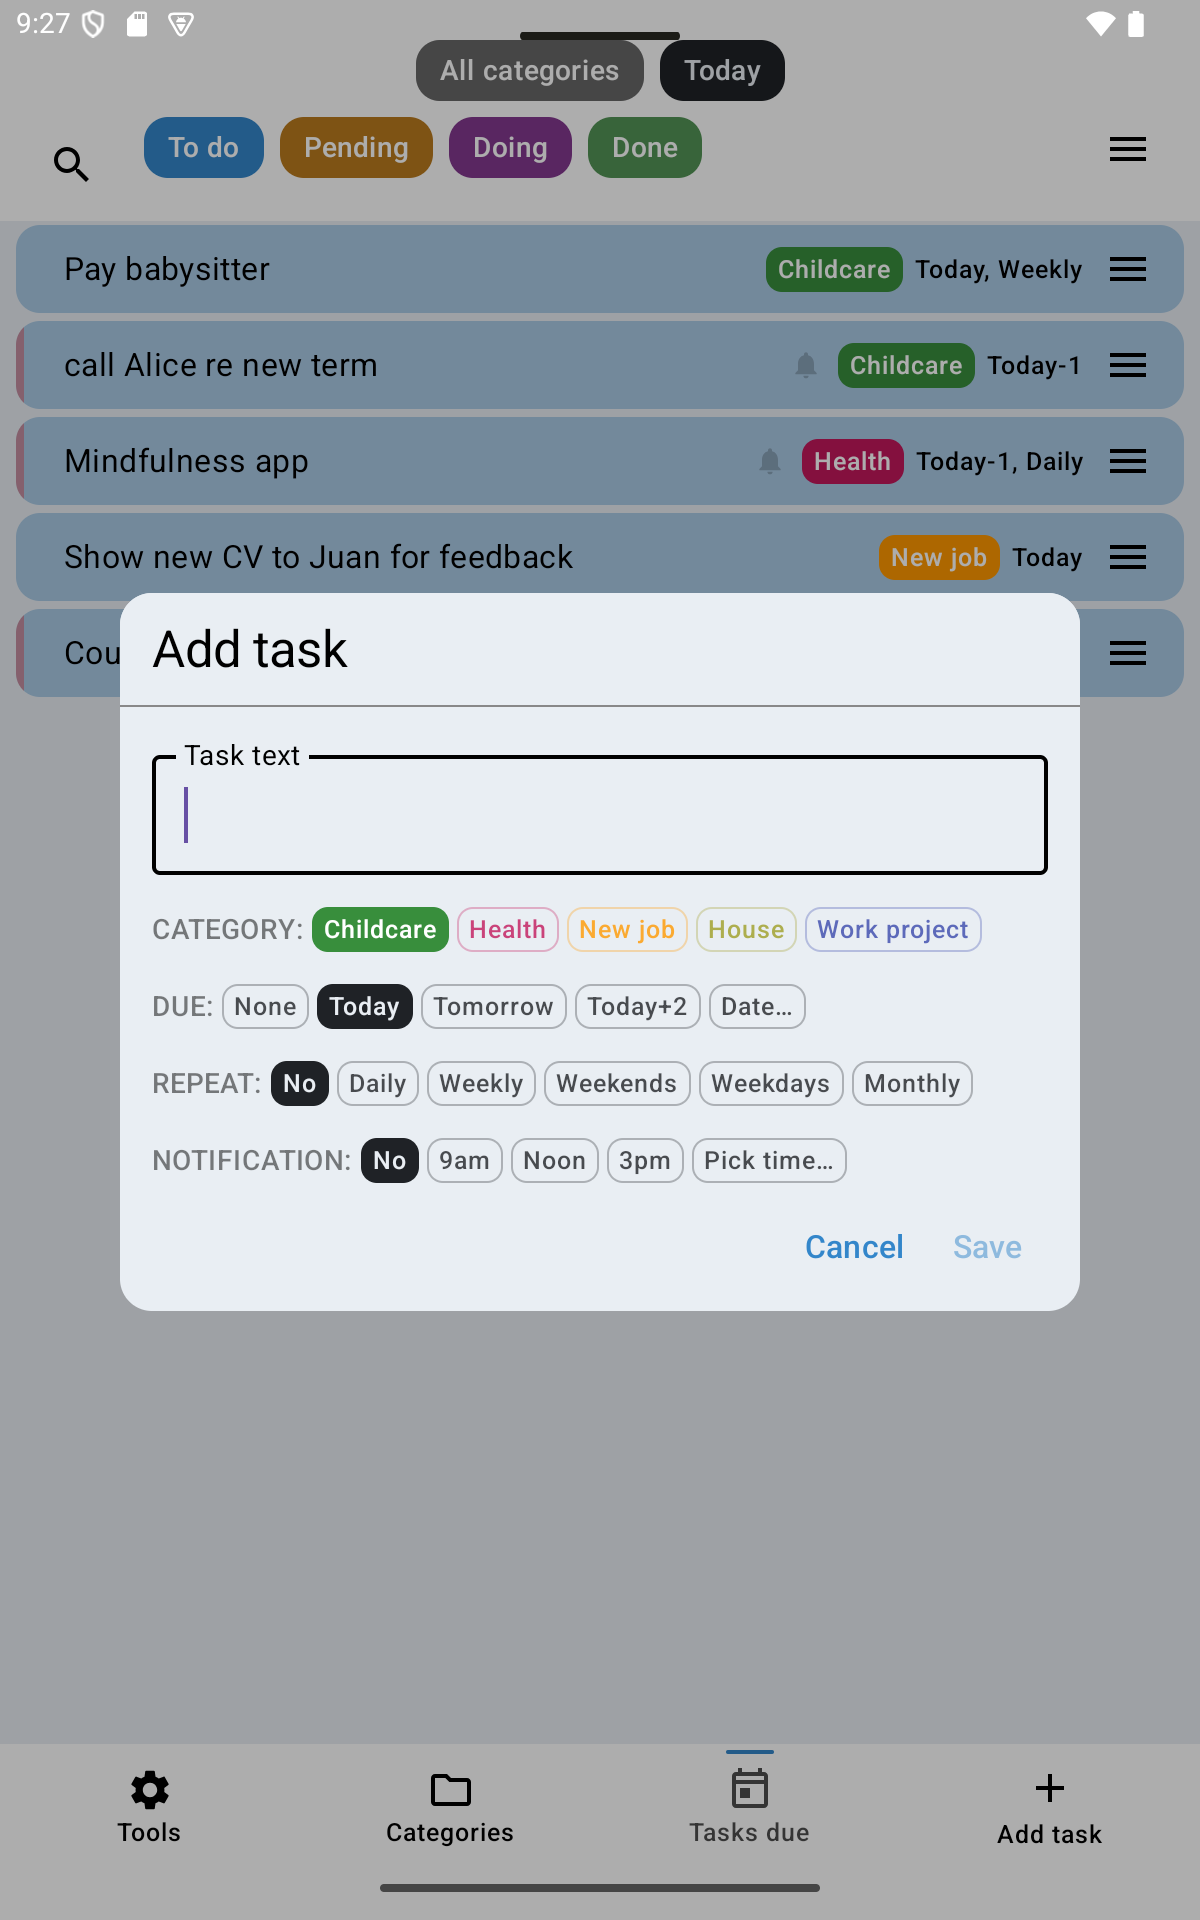 9:27
All categories Today
To do Pending Doing Done
Pay babysitter Childcare Today, Weekly
call Alice re new term Childcare Today-1
Mindfulness app Health Today-1, Daily
Show new CV to Juan for feedback New job Today
Cou
Add task
Task text
CATEGORY: Childcare Health New job House Work project
DUE: None Today Tomorrow Today+2 Date...
REPEAT: No Daily Weekly Weekends Weekdays Monthly
NOTIFICATION: No 9am Noon 3pm Pick time...
Cancel Save
Tools Categories Tasks due Add task